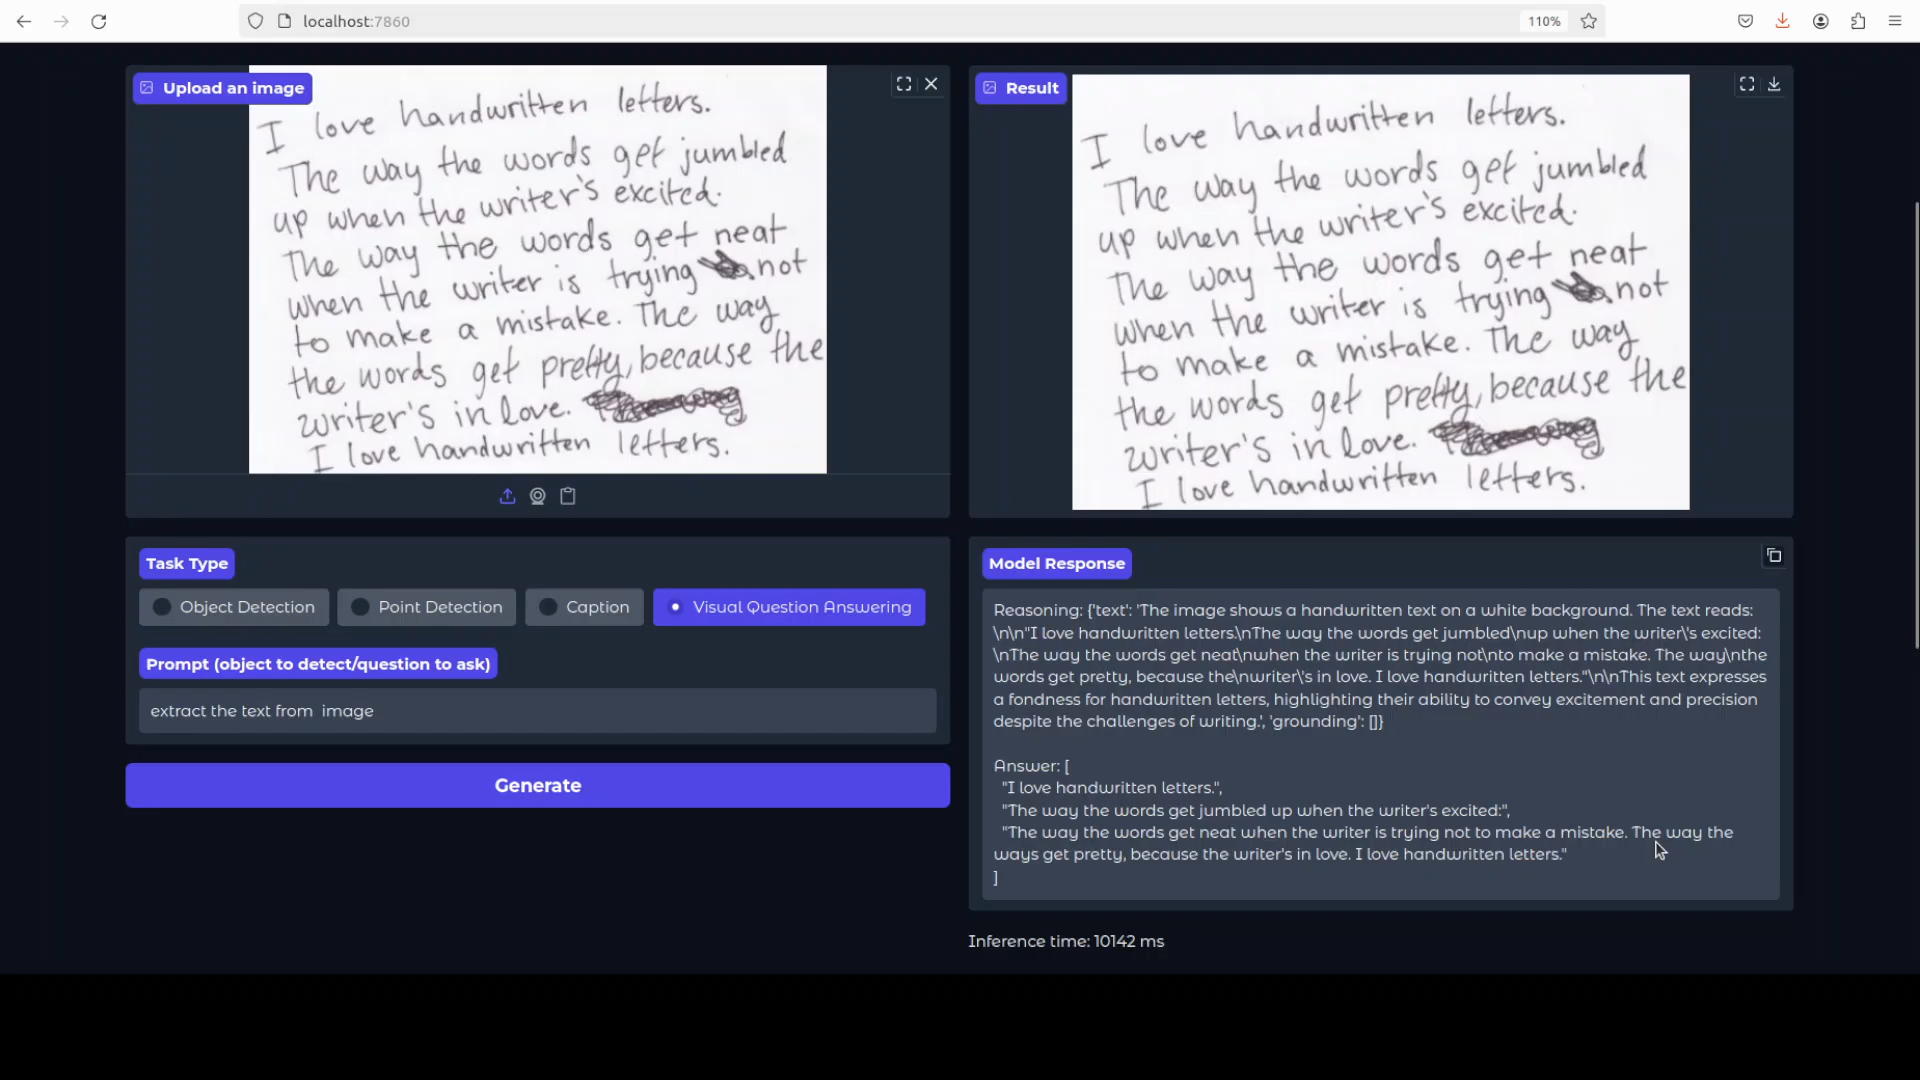 localhost:7860
110%
Upload an image
I love handwritten letters.
The way the words get jumbled
up when the writer's excited.
The way the words get neat
when the writer is trying not
to make a mistake. The way
the words get pretty, because the
writer's in love.
I love handwritten letters.
Result
I love handwritten letters.
The way the words get jumbled
up when the writer's excited.
The way the words get neat
when the writer is trying not
to make a mistake. The way
the words get pretty, because the
writer's in love.
I love handwritten letters.
Task Type
Object Detection
Point Detection
Caption
Visual Question Answering
Prompt (object to detect/question to ask)
extract the text from  image
Generate
Model Response
Reasoning: {'text': 'The image shows a handwritten text on a white background. The text reads:
\n\n"I love handwritten letters.\nThe way the words get jumbled\nup when the writer\'s excited:
\nThe way the words get neat\nwhen the writer is trying not\nto make a mistake. The way\nthe
words get pretty, because the\nwriter\'s in love. I love handwritten letters."\n\nThis text expresses
a fondness for handwritten letters, highlighting their ability to convey excitement and precision
despite the challenges of writing.', 'grounding': []}
Answer: [
"I love handwritten letters.",
"The way the words get jumbled up when the writer's excited:",
"The way the words get neat when the writer is trying not to make a mistake. The way the
ways get pretty, because the writer's in love. I love handwritten letters."
]
Inference time: 10142 ms